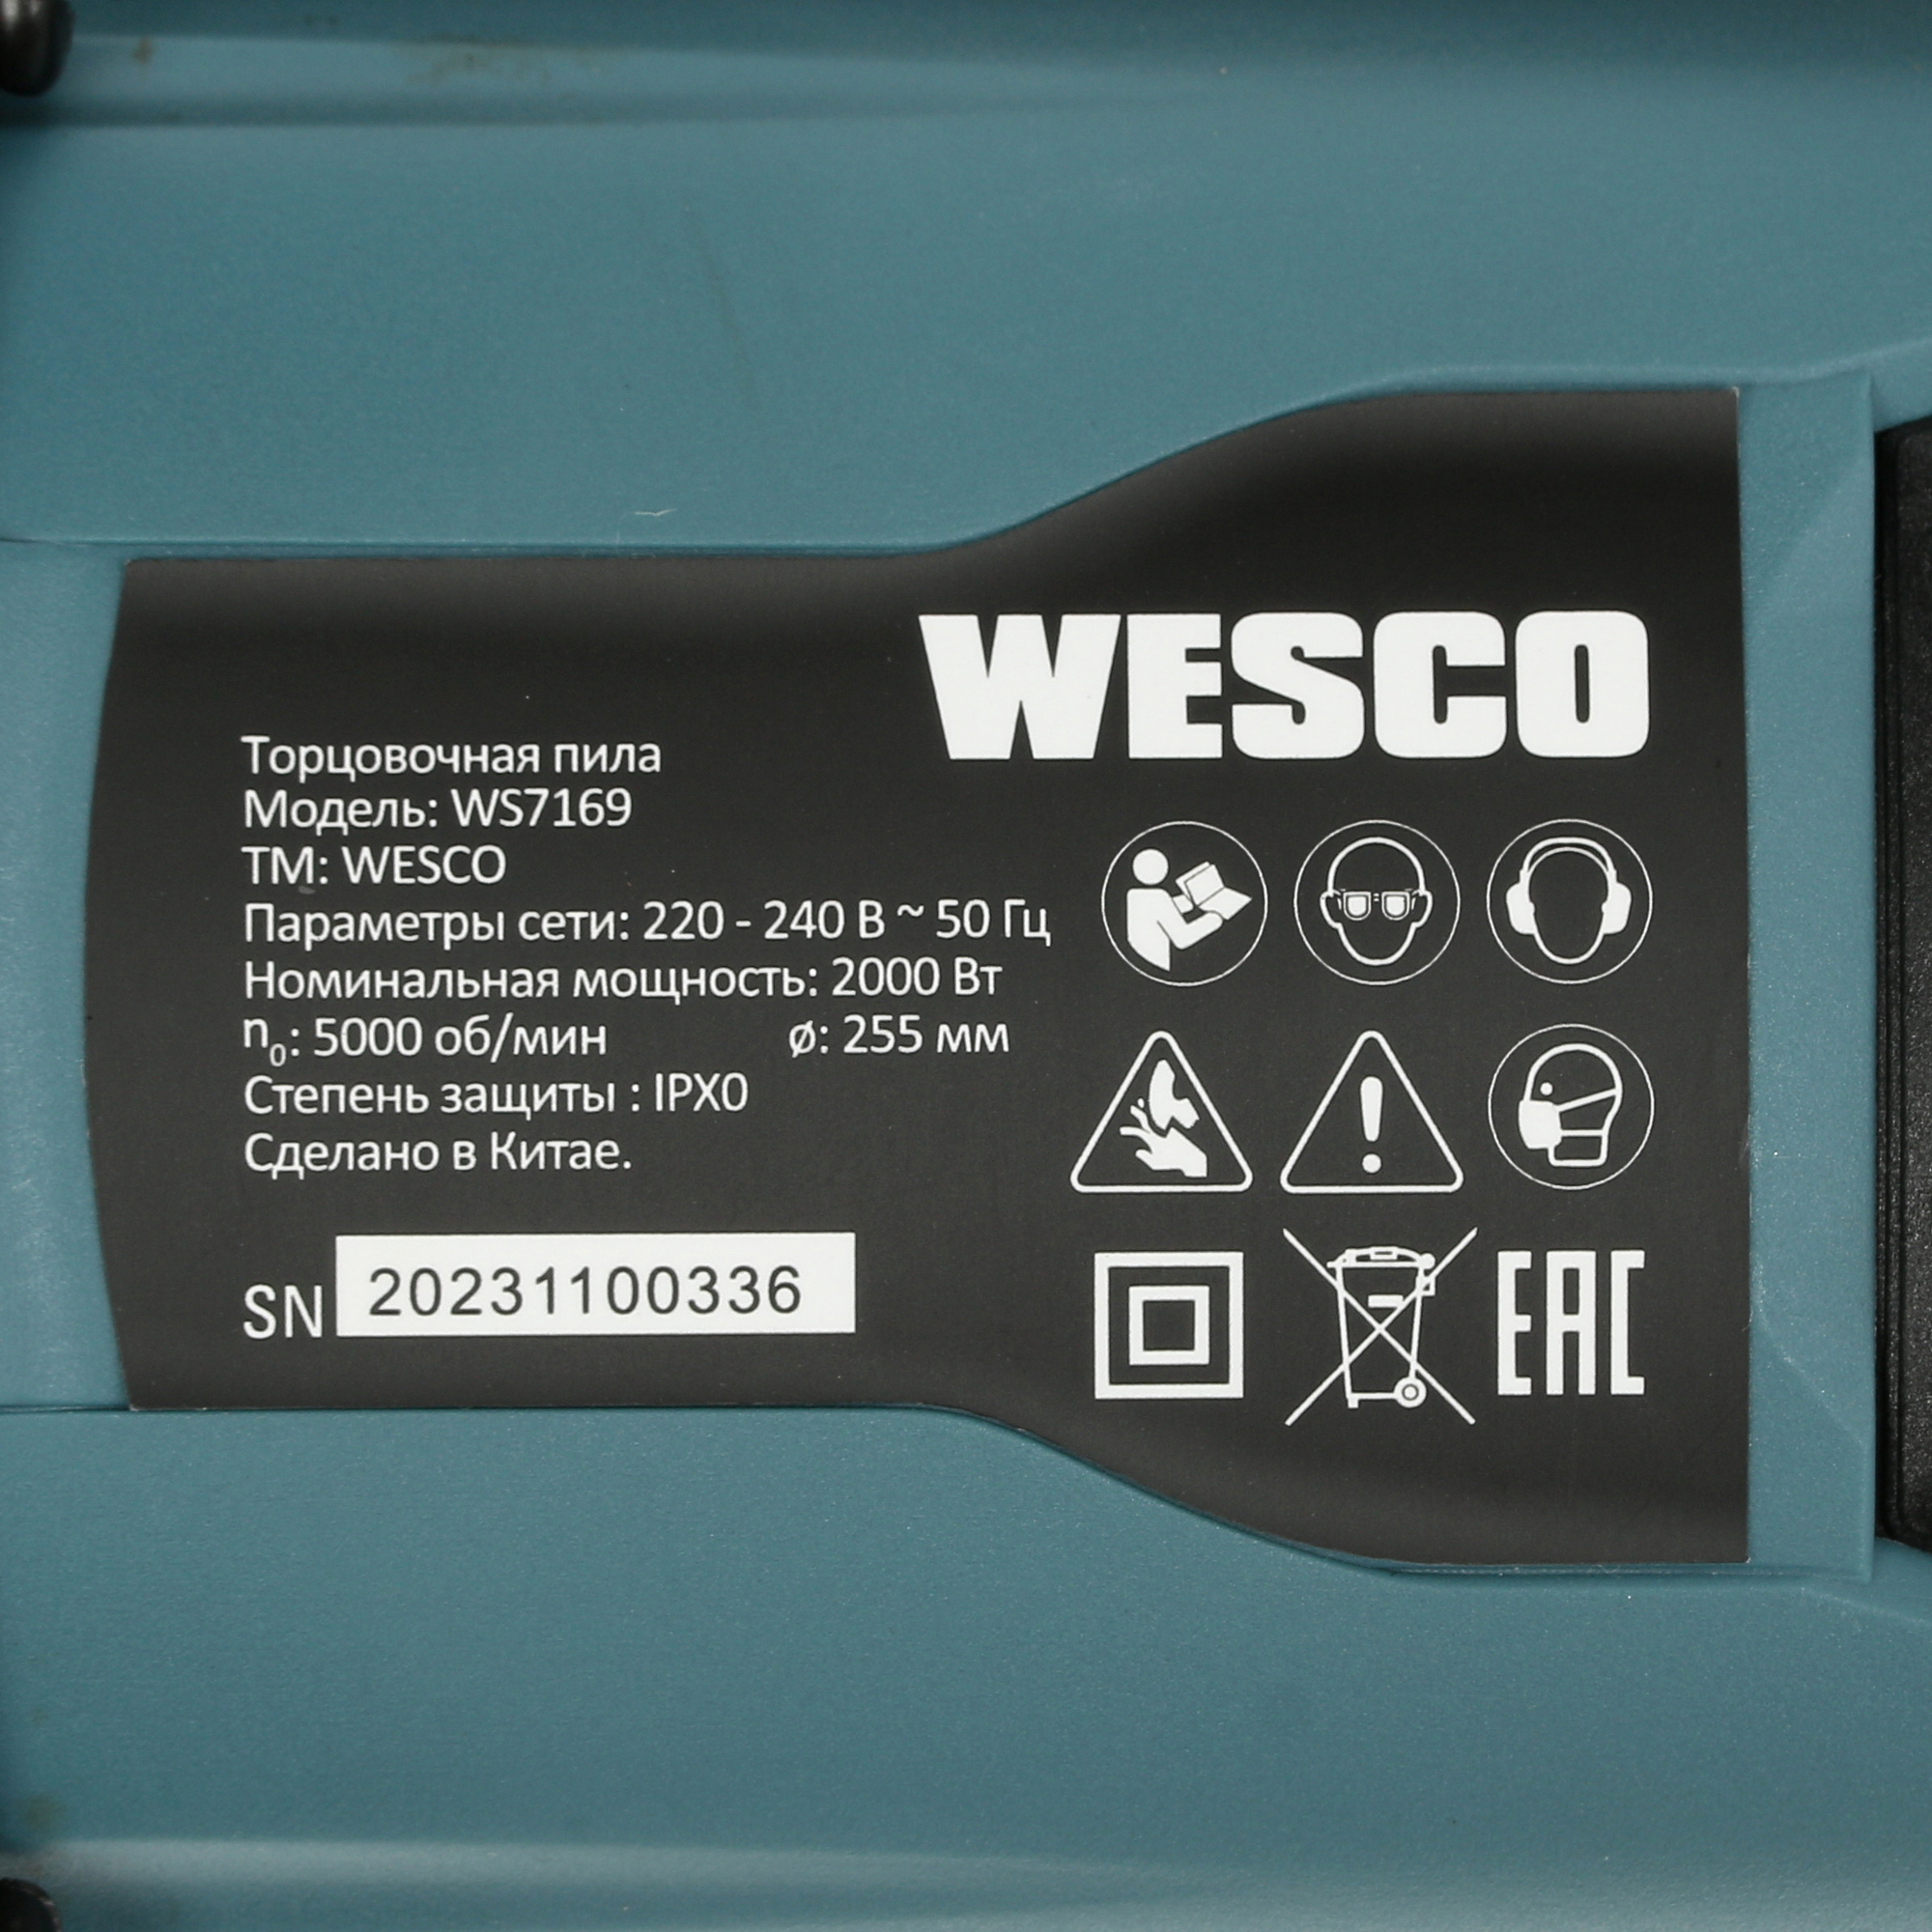 WESCO
Торцовочная пила
Модель: WS7169
ТМ: WESCO
Параметры сети: 220 - 240 В ~ 50 Гц
Номинальная мощность: 2000 Вт
n₀: 5000 об/мин ø: 255 мм
Степень защиты : IPX0
Сделано в Китае.
SN 20231100336
EAC